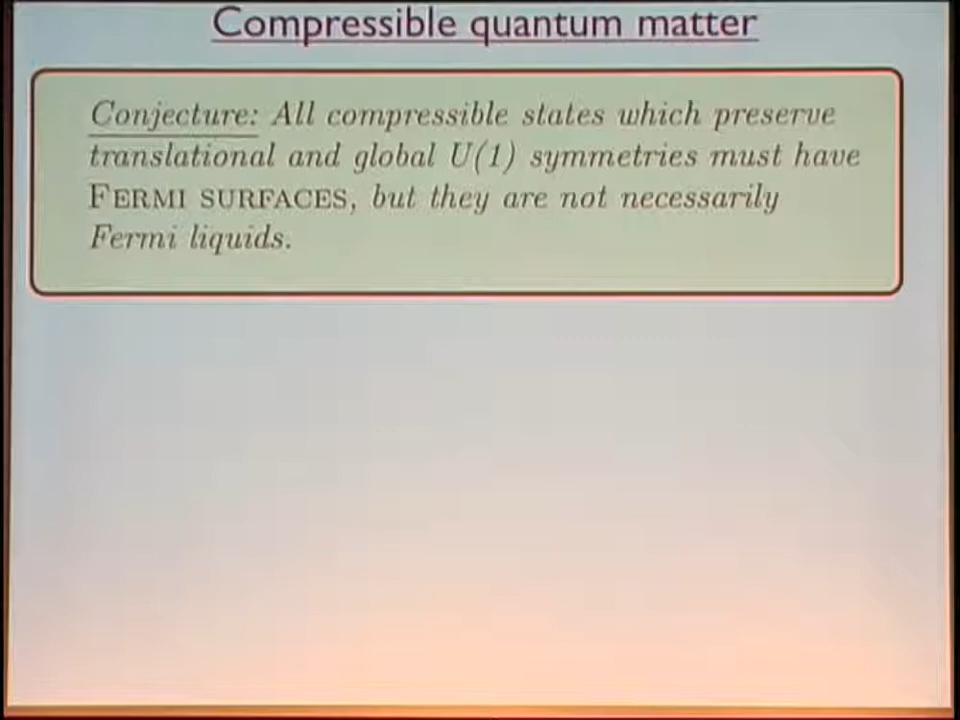 Compressible quantum matter
Conjecture: All compressible states which preserve
translational and global U(1) symmetries must have
FERMI SURFACES, but they are not necessarily
Fermi liquids.